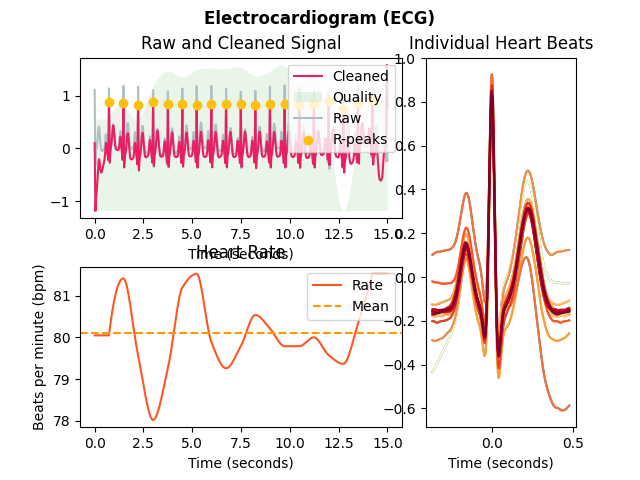 Electrocardiogram (ECG)
Raw and Cleaned Signal
1
0
−1
Cleaned
Quality
Raw
R-peaks
0.0 2.5 5.0 7.5 10.0 12.5 15.0
Time (seconds)
Heart Rate
Beats per minute (bpm)
81
80
79
78
Rate
Mean
0.0 2.5 5.0 7.5 10.0 12.5 15.0
Time (seconds)
Individual Heart Beats
1.0
0.8
0.6
0.4
0.2
0.0
−0.2
−0.4
−0.6
0.0 0.5
Time (seconds)